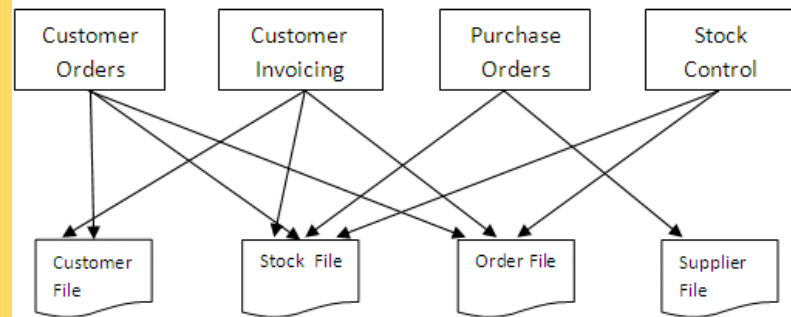 Customer
Orders
Customer
Invoicing
Purchase
Orders
Stock
Control
Customer
File
Stock File
Order File
Supplier
File